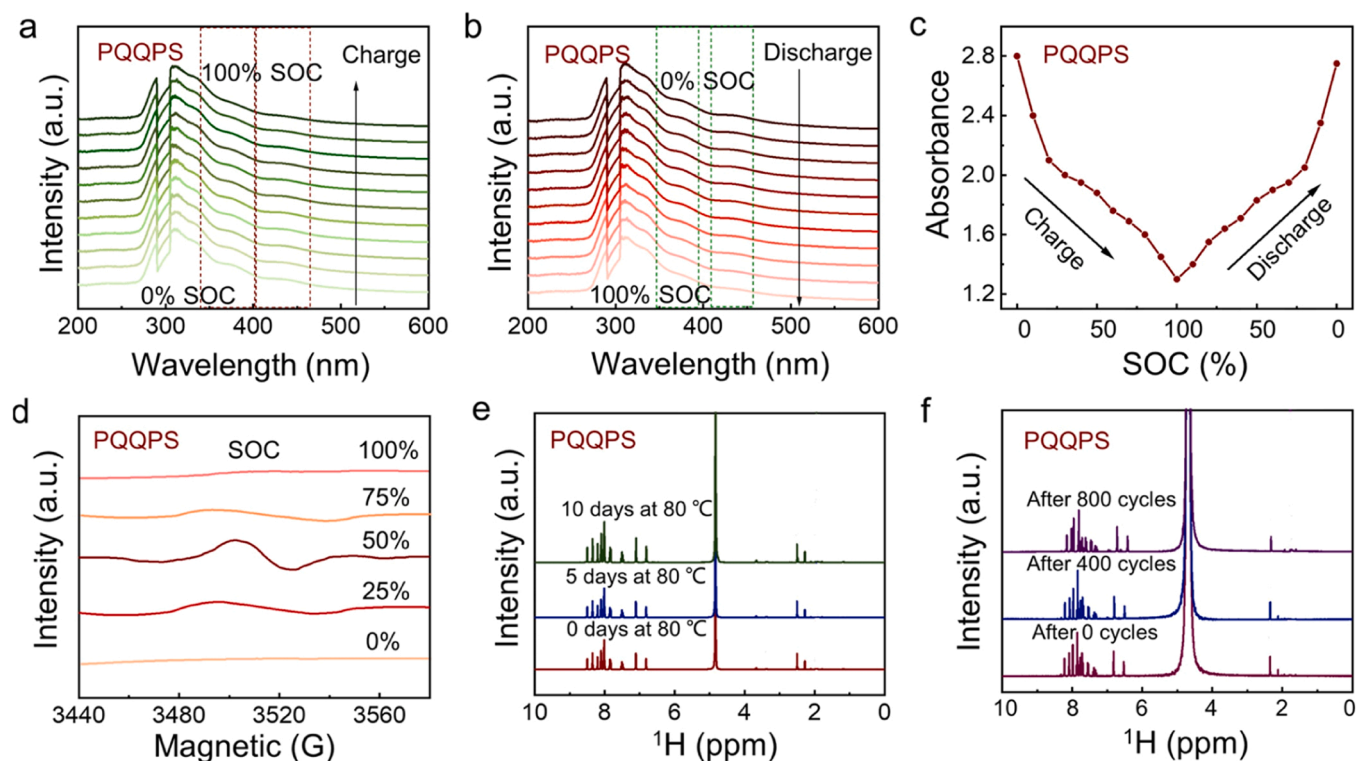 a
PQQPS
100% SOC
Charge
0% SOC
Intensity (a.u.)
200 300 400 500 600
Wavelength (nm)
b
PQQPS
0% SOC
Discharge
100% SOC
Intensity (a.u.)
200 300 400 500 600
Wavelength (nm)
c
PQQPS
2.8
2.4
2.0
1.6
1.2
Absorbance
Charge
Discharge
0 50 100 50 0
SOC (%)
d
PQQPS
SOC
100%
75%
50%
25%
0%
Intensity (a.u.)
3440 3480 3520 3560
Magnetic (G)
e
PQQPS
10 days at 80 ℃
5 days at 80 ℃
0 days at 80 ℃
Intensity (a.u.)
10 8 6 4 2 0
¹H (ppm)
f
PQQPS
After 800 cycles
After 400 cycles
After 0 cycles
Intensity (a.u.)
10 8 6 4 2 0
¹H (ppm)